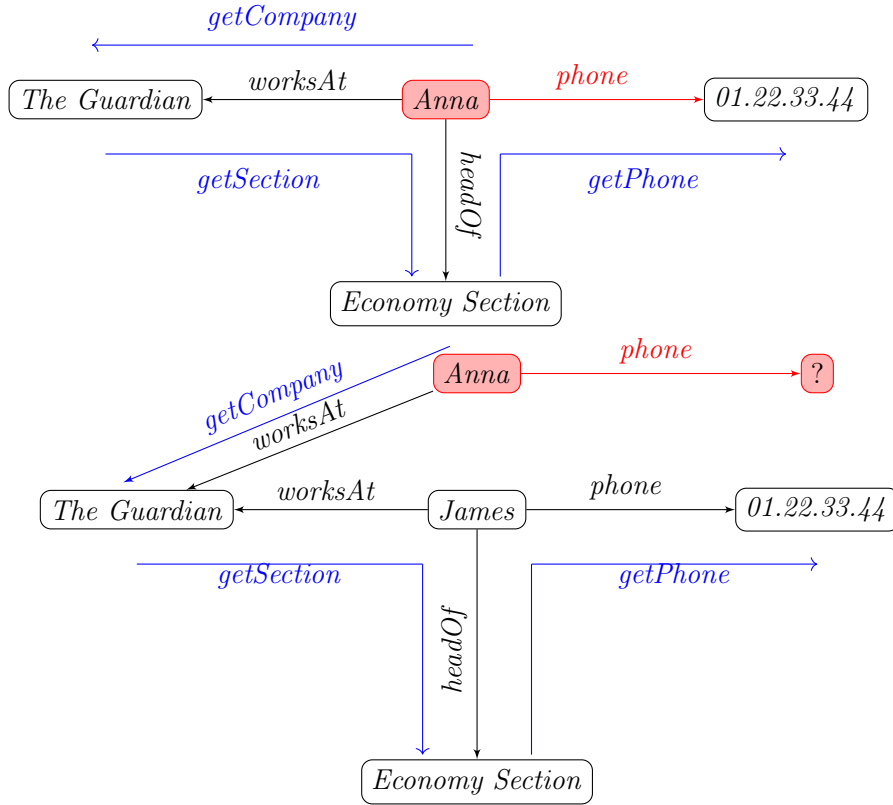 getCompany
The Guardian
worksAt
Anna
phone
01.22.33.44
getSection
headOf
getPhone
Economy Section
getCompany
worksAt
Anna
phone
?
The Guardian
worksAt
James
phone
01.22.33.44
getSection
headOf
getPhone
Economy Section